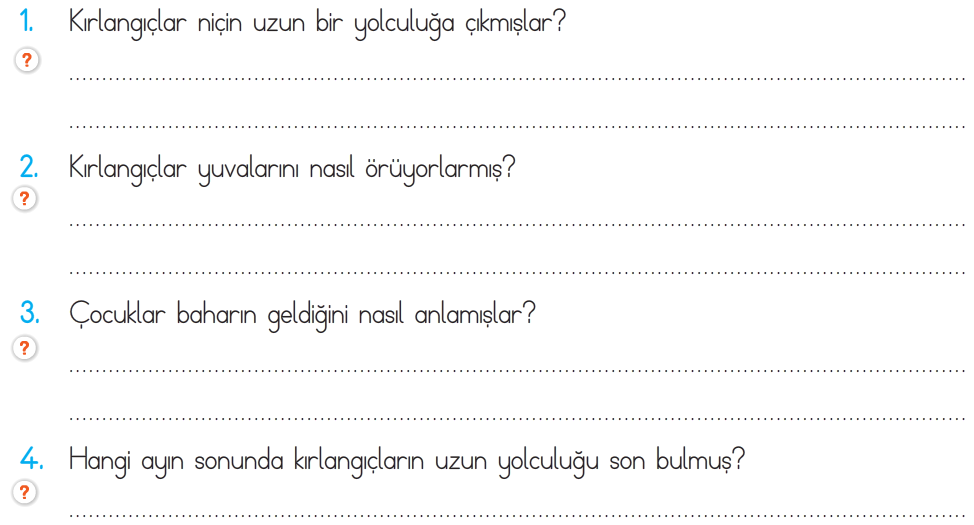 1. Kırlangıçlar niçin uzun bir yolculuğa çıkmışlar?
?
2. Kırlangıçlar yuvalarını nasıl örüyorlarmış?
?
3. Çocuklar baharın geldiğini nasıl anlamışlar?
?
4. Hangi ayın sonunda kırlangıçların uzun yolculuğu son bulmuş?
?